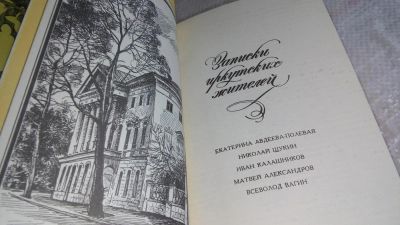 Записки
иркутских
жителей
ЕКАТЕРИНА АВДЕЕВА-ПОЛЕВАЯ
НИКОЛАЙ ЩУКИН
ИВАН КАЛАШНИКОВ
МАТВЕЙ АЛЕКСАНДРОВ
ВСЕВОЛОД ВАГИН